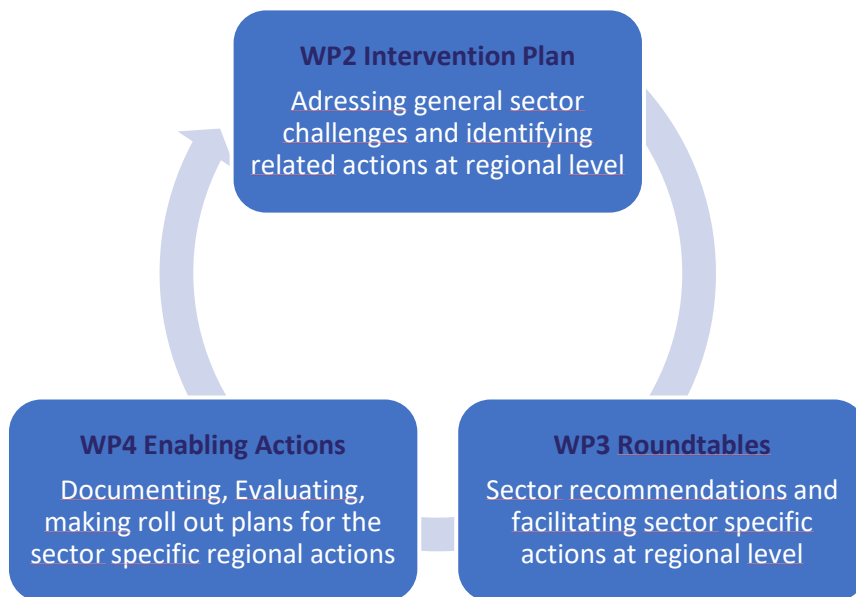 WP2 Intervention Plan
Adressing general sector
challenges and identifying
related actions at regional level
WP4 Enabling Actions
Documenting, Evaluating,
making roll out plans for the
sector specific regional actions
WP3 Roundtables
Sector recommendations and
facilitating sector specific
actions at regional level